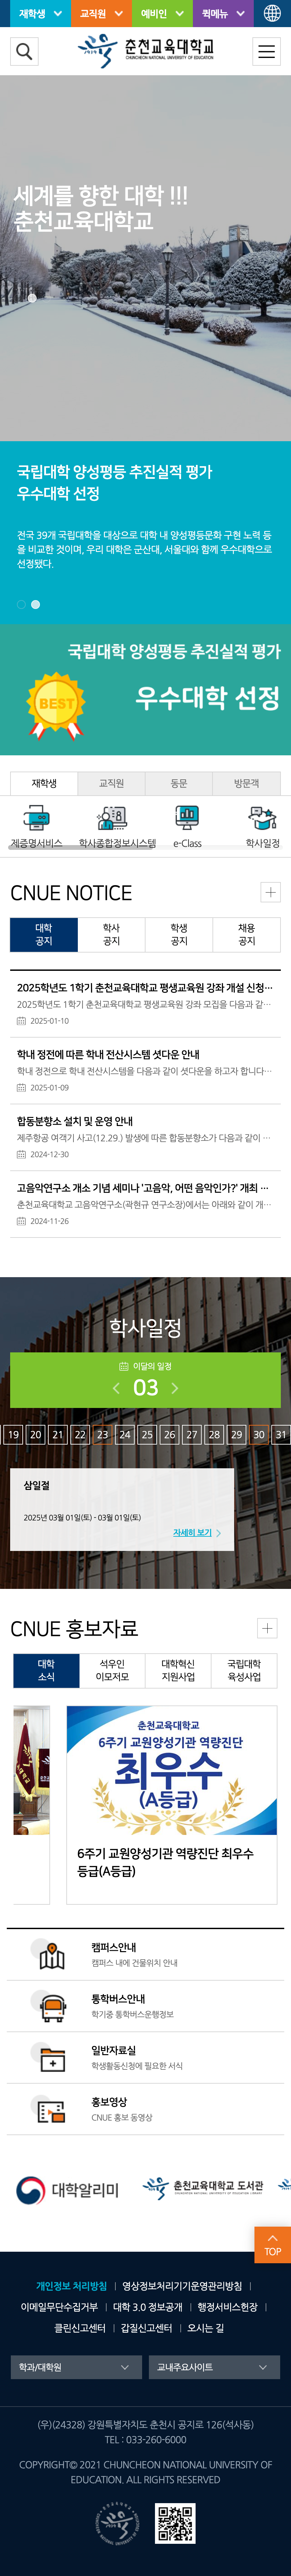 재학생 교직원 예비인 퀵메뉴
춘천교육대학교
CHUNCHEON NATIONAL UNIVERSITY OF EDUCATION
세계를 향한 대학 !!!
춘천교육대학교
국립대학 양성평등 추진실적 평가
우수대학 선정
전국 39개 국립대학을 대상으로 대학 내 양성평등문화 구현 노력 등
을 비교한 것이며, 우리 대학은 군산대, 서울대와 함께 우수대학으로
선정됐다.
국립대학 양성평등 추진실적 평가
BEST
우수대학 선정
재학생 교직원 동문 방문객
제증명서비스 학사종합정보시스템 e-Class 학사일정
CNUE NOTICE
대학 학사 학생 채용
공지 공지 공지 공지
2025학년도 1학기 춘천교육대학교 평생교육원 강좌 개설 신청…
2025학년도 1학기 춘천교육대학교 평생교육원 강좌 모집을 다음과 같…
2025-01-10
학내 정전에 따른 학내 전산시스템 셧다운 안내
학내 정전으로 학내 전산시스템을 다음과 같이 셧다운을 하고자 합니다…
2025-01-09
합동분향소 설치 및 운영 안내
제주항공 여객기 사고(12.29.) 발생에 따른 합동분향소가 다음과 같이 …
2024-12-30
고음악연구소 개소 기념 세미나 '고음악, 어떤 음악인가?' 개최 …
춘천교육대학교 고음악연구소(곽현규 연구소장)에서는 아래와 같이 개…
2024-11-26
학사일정
이달의 일정
03
19 20 21 22 23 24 25 26 27 28 29 30 31
삼일절
2025년 03월 01일(토) - 03월 01일(토)
자세히 보기
CNUE 홍보자료
대학 석우인 대학혁신 국립대학
소식 이모저모 지원사업 육성사업
춘천교육대학교
6주기 교원양성기관 역량진단
최우수
(A등급)
6주기 교원양성기관 역량진단 최우수
등급(A등급)
캠퍼스안내
캠퍼스 내에 건물위치 안내
통학버스안내
학기중 통학버스운행정보
일반자료실
학생활동신청에 필요한 서식
홍보영상
CNUE 홍보 동영상
대학알리미 춘천교육대학교 도서관
TOP
개인정보 처리방침 | 영상정보처리기기운영관리방침 |
이메일무단수집거부 | 대학 3.0 정보공개 | 행정서비스헌장 |
클린신고센터 | 갑질신고센터 | 오시는 길
학과/대학원 교내주요사이트
(우)(24328) 강원특별자치도 춘천시 공지로 126(석사동)
TEL : 033-260-6000
COPYRIGHT© 2021 CHUNCHEON NATIONAL UNIVERSITY OF
EDUCATION. ALL RIGHTS RESERVED